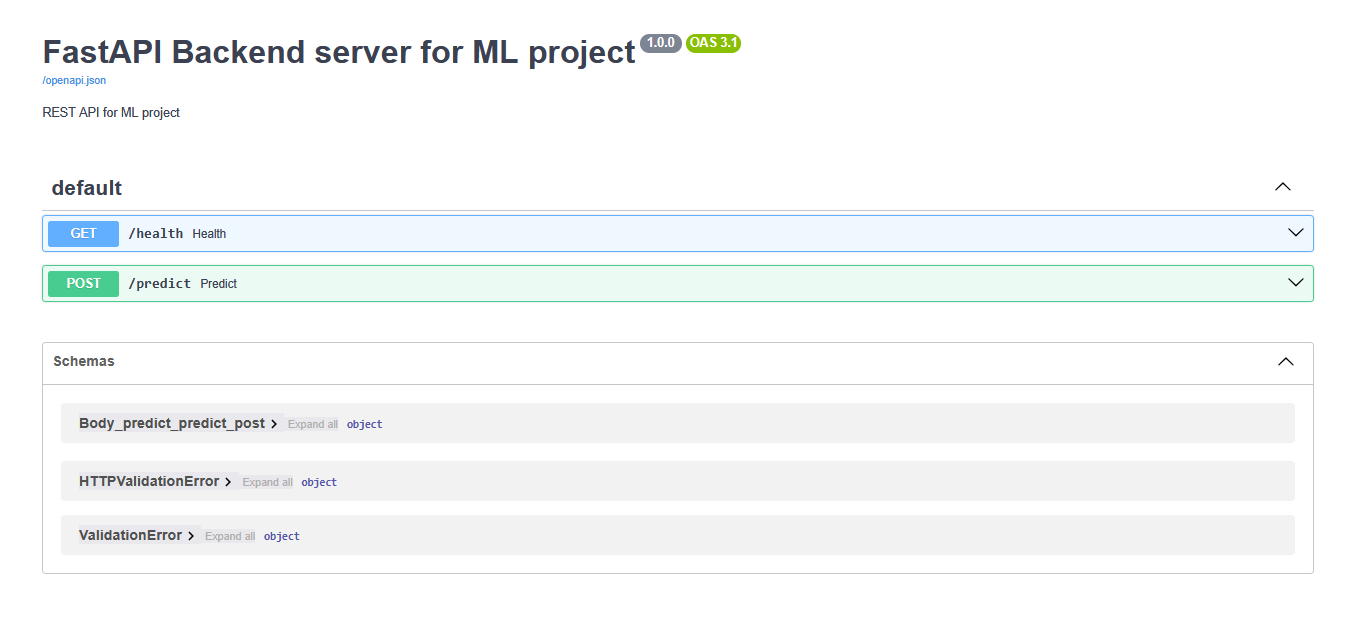 FastAPI Backend server for ML project 1.0.0 OAS 3.1
/openapi.json
REST API for ML project
default
GET /health Health
POST /predict Predict
Schemas
Body_predict_predict_post Expand all object
HTTPValidationError Expand all object
ValidationError Expand all object